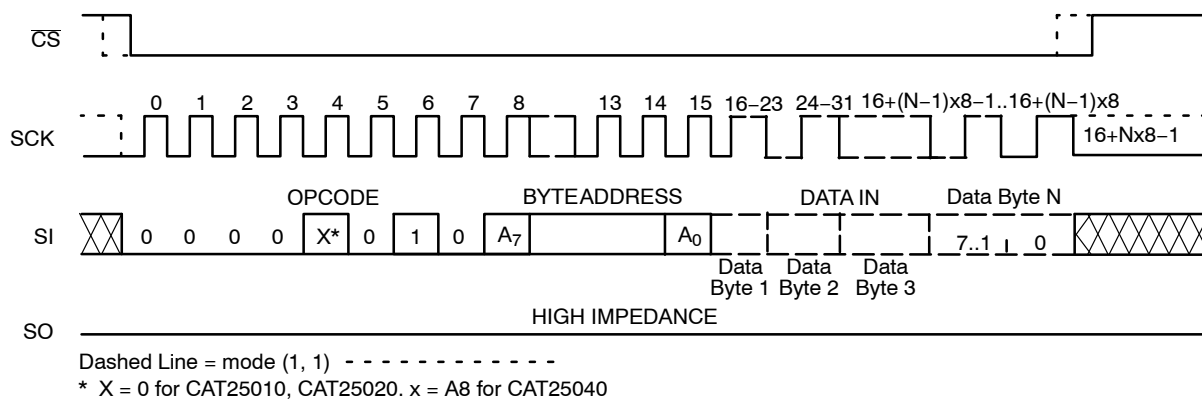 CS
0 1 2 3 4 5 6 7 8 13 14 15 16−23 24−31 16+(N−1)x8−1..16+(N−1)x8
SCK
16+Nx8−1
OPCODE BYTEADDRESS DATA IN Data Byte N
SI
0 0 0 0 X* 0 1 0 A7 A0 7..1 0
Data Byte 1 Data Byte 2 Data Byte 3
HIGH IMPEDANCE
SO
Dashed Line = mode (1, 1)
* X = 0 for CAT25010, CAT25020. x = A8 for CAT25040